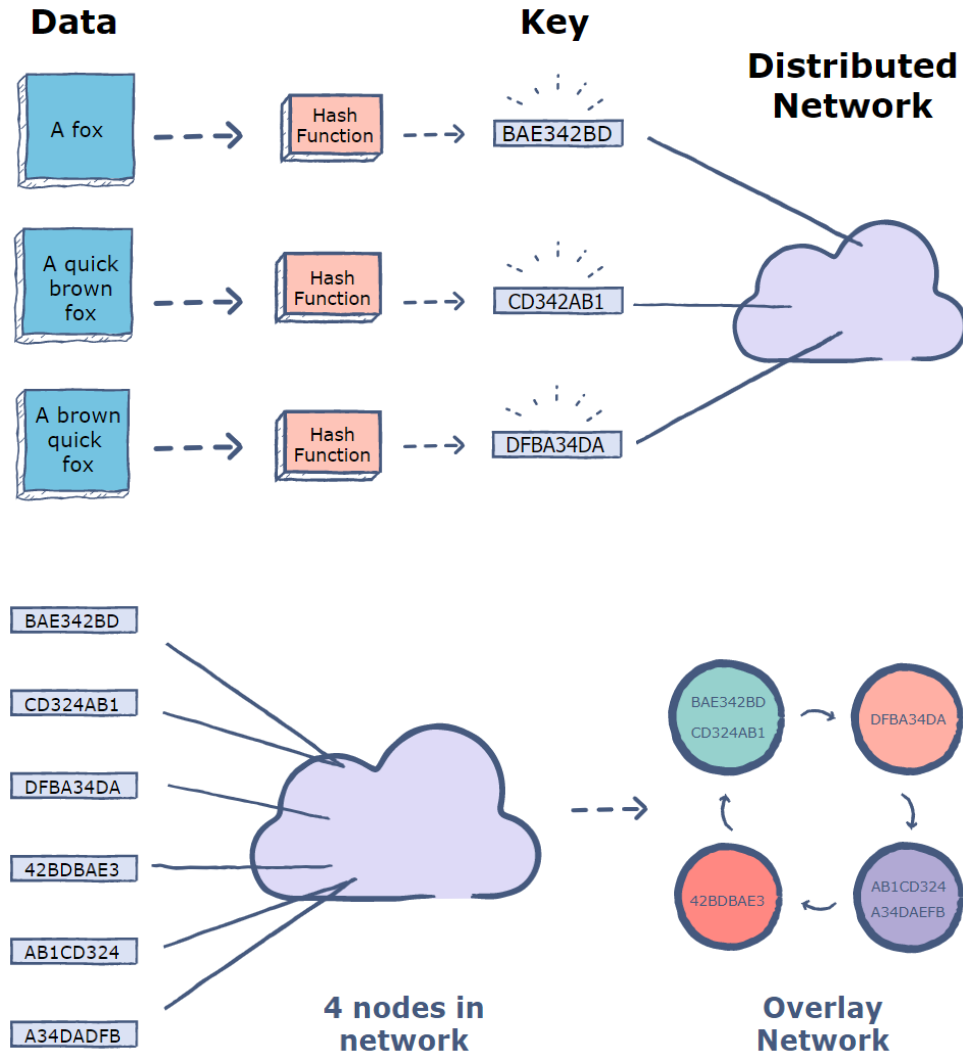 Data
Key
Distributed
Network
A fox
Hash
Function
BAE342BD
A quick
brown
fox
Hash
Function
CD342AB1
A brown
quick
fox
Hash
Function
DFBA34DA
BAE342BD
CD324AB1
DFBA34DA
42BDBAE3
AB1CD324
A34DADFB
4 nodes in
network
BAE342BD
CD324AB1
DFBA34DA
42BDBAE3
AB1CD324
A34DAEFB
Overlay
Network